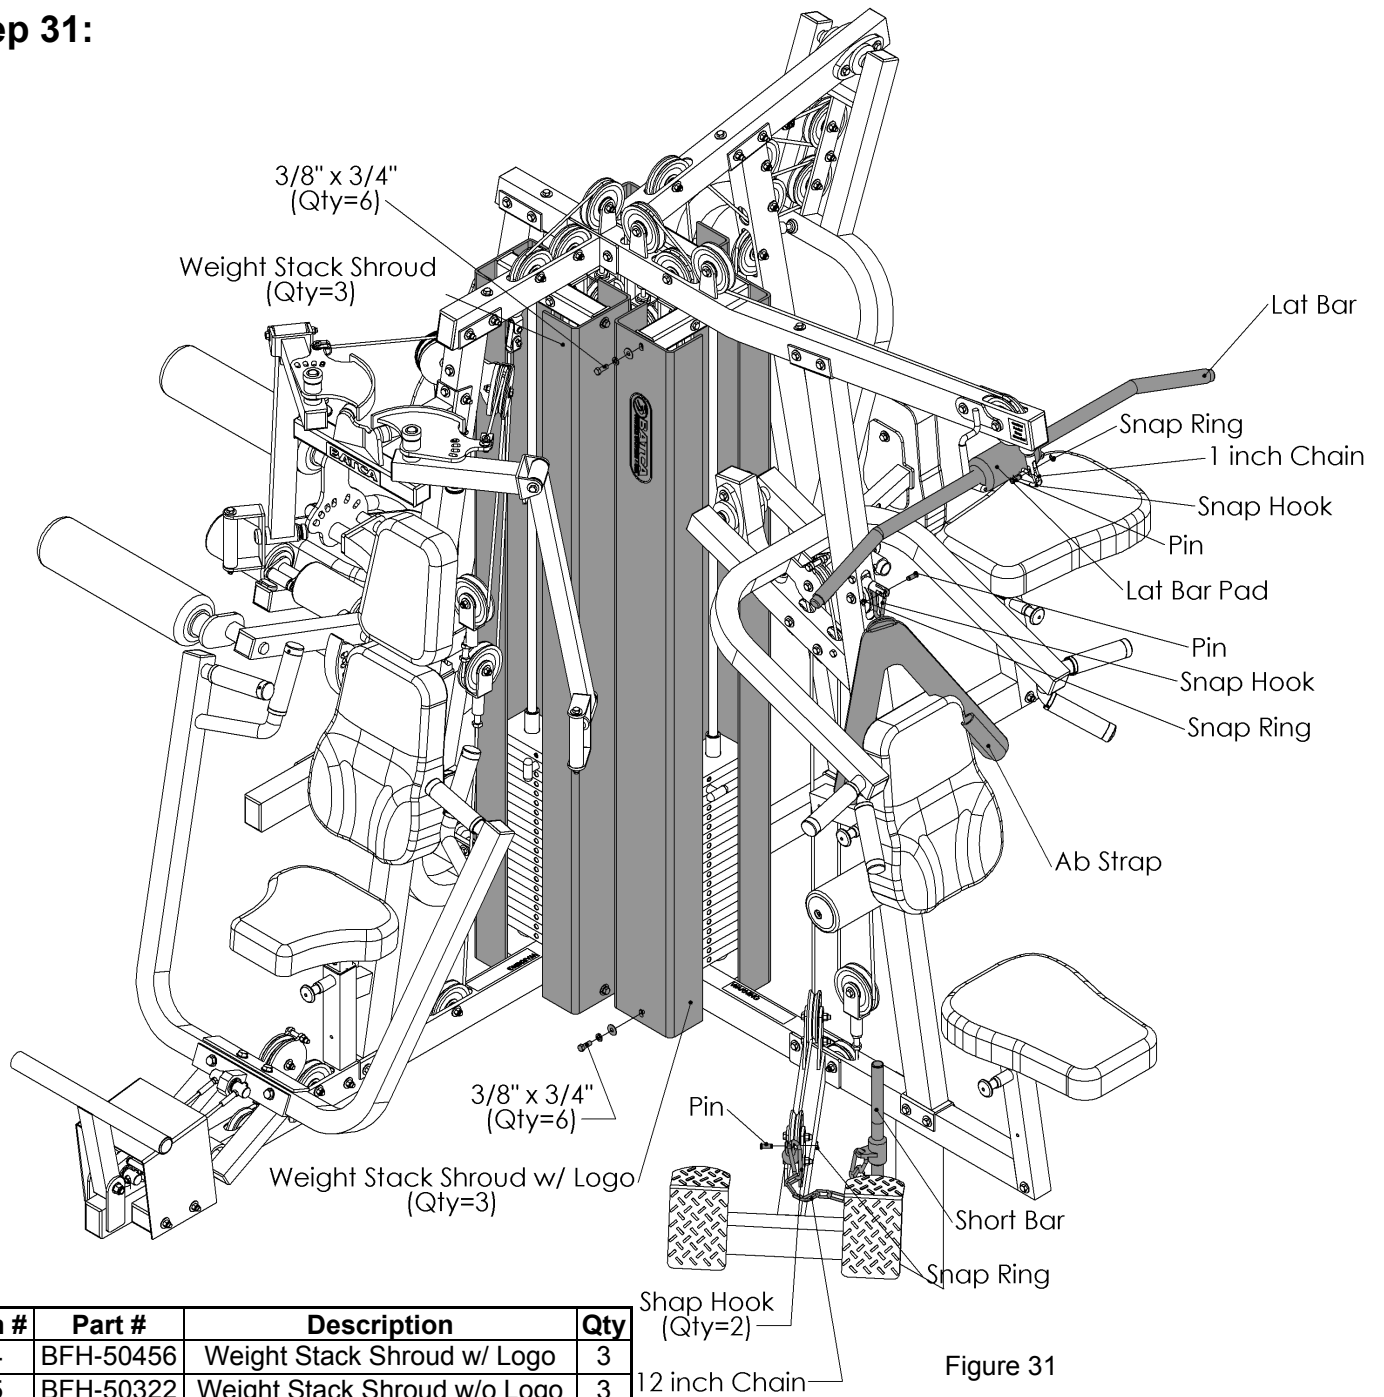 ep 31:
3/8" x 3/4"
(Qty=6)
Weight Stack Shroud
(Qty=3)
Lat Bar
Snap Ring
1 inch Chain
Snap Hook
Pin
Lat Bar Pad
Pin
Snap Hook
Snap Ring
BATCA
BATCA
Ab Strap
3/8" x 3/4"
(Qty=6)
Pin
Weight Stack Shroud w/ Logo
(Qty=3)
Short Bar
Snap Ring
Shap Hook
(Qty=2)
12 inch Chain
Figure 31
# Part # Description Qty
BFH-50456 Weight Stack Shroud w/ Logo 3
5 BFH-50322 Weight Stack Shroud w/o Logo 3